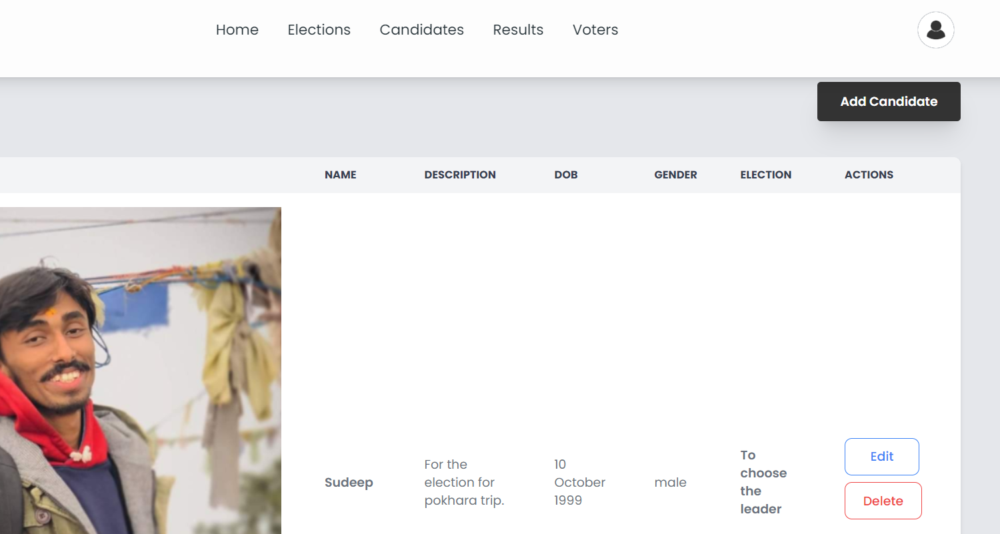 Home Elections Candidates Results Voters
Add Candidate
NAME DESCRIPTION DOB GENDER ELECTION ACTIONS
Sudeep
For the
election for
pokhara trip.
10
October
1999
male
To
choose
the
leader
Edit
Delete